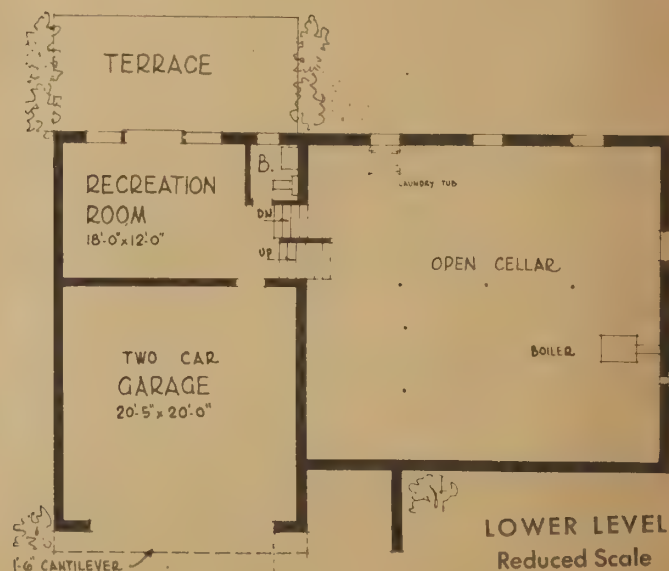 TERRACE
RECREATION
ROOM
18'-0" x 12'-0"
B.
DN
UP
LAUNDRY TUB
OPEN CELLAR
BOILER
TWO CAR
GARAGE
20'-5" x 20'-0"
1'-6" CANTILEVER
LOWER LEVEL
Reduced Scale